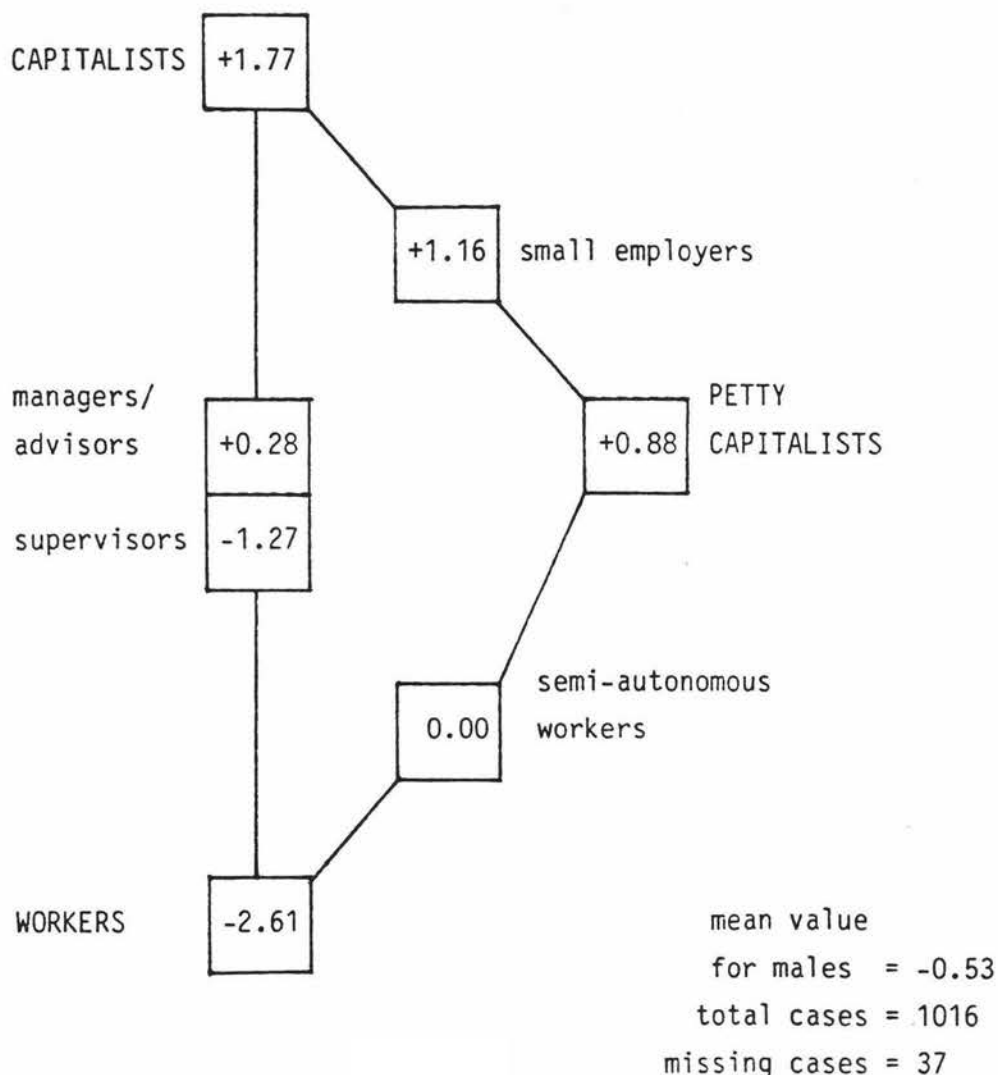 CAPITALISTS +1.77
+1.16 small employers
managers/
advisors +0.28
PETTY
+0.88 CAPITALISTS
supervisors -1.27
semi-autonomous
0.00 workers
WORKERS -2.61
mean value
for males = -0.53
total cases = 1016
missing cases = 37